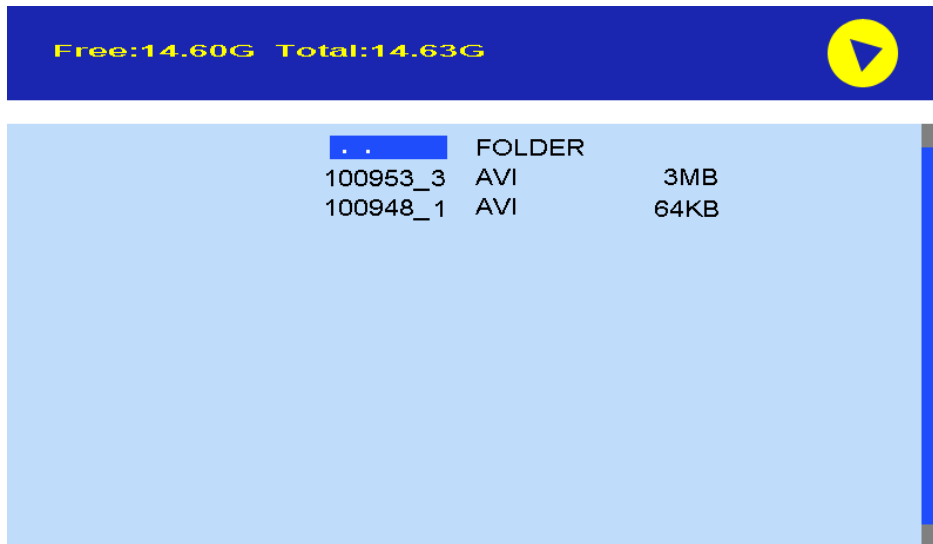 Free:14.60G Total:14.63G
. . FOLDER
100953_3 AVI 3MB
100948_1 AVI 64KB